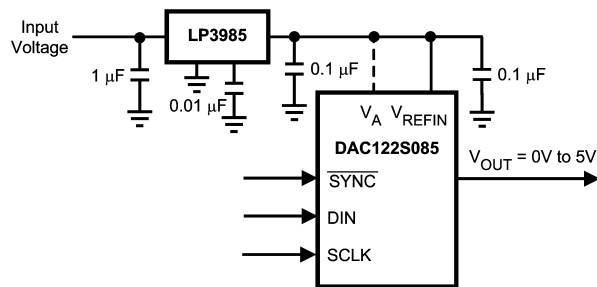 Input
Voltage
LP3985
1 μF
0.01 μF
0.1 μF
0.1 μF
VA VREFIN
DAC122S085
SYNC
DIN
SCLK
VOUT = 0V to 5V